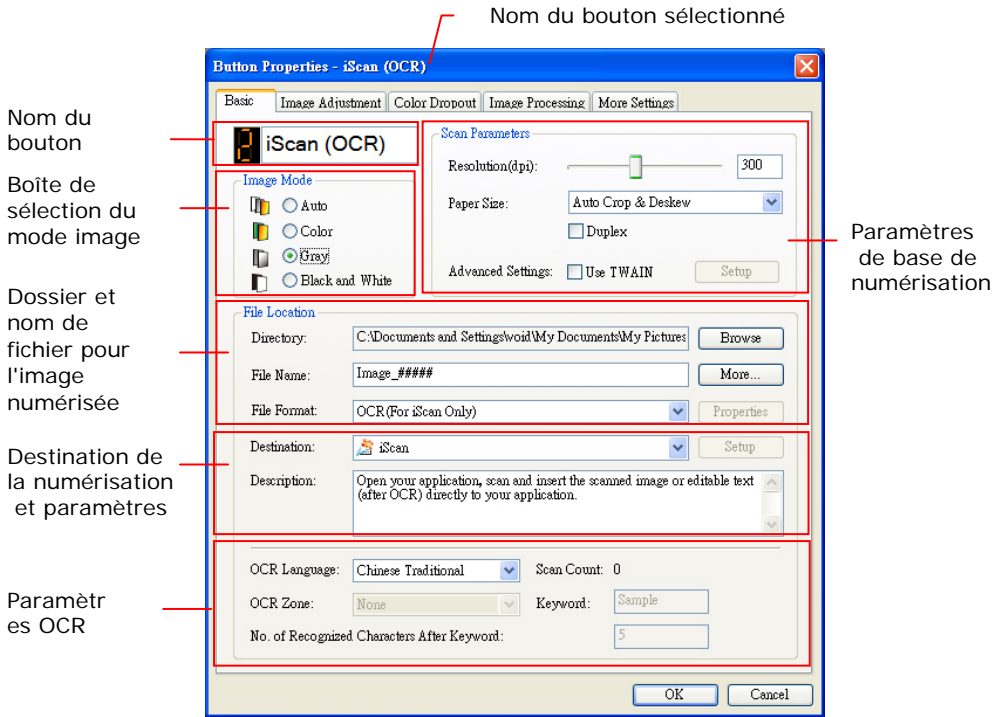 Nom du bouton sélectionné
Button Properties - iScan (OCR)
Basic Image Adjustment Color Dropout Image Processing More Settings
Nom du
bouton
2 iScan (OCR)
Boîte de
sélection du
mode image
Image Mode
Auto
Color
Gray
Black and White
Scan Parameters
Resolution(dpi): 300
Paper Size: Auto Crop & Deskew
Duplex
Advanced Settings: Use TWAIN Setup
Paramètres
de base de
numérisation
Dossier et
nom de
fichier pour
l'image
numérisée
File Location
Directory: C:\Documents and Settings\void\My Documents\My Pictures Browse
File Name: Image_##### More...
File Format: OCR(For iScan Only) Properties
Destination de
la numérisation
et paramètres
Destination: iScan Setup
Description: Open your application, scan and insert the scanned image or editable text
(after OCR) directly to your application.
Paramètr
es OCR
OCR Language: Chinese Traditional Scan Count: 0
OCR Zone: None Keyword: Sample
No. of Recognized Characters After Keyword: 5
OK Cancel